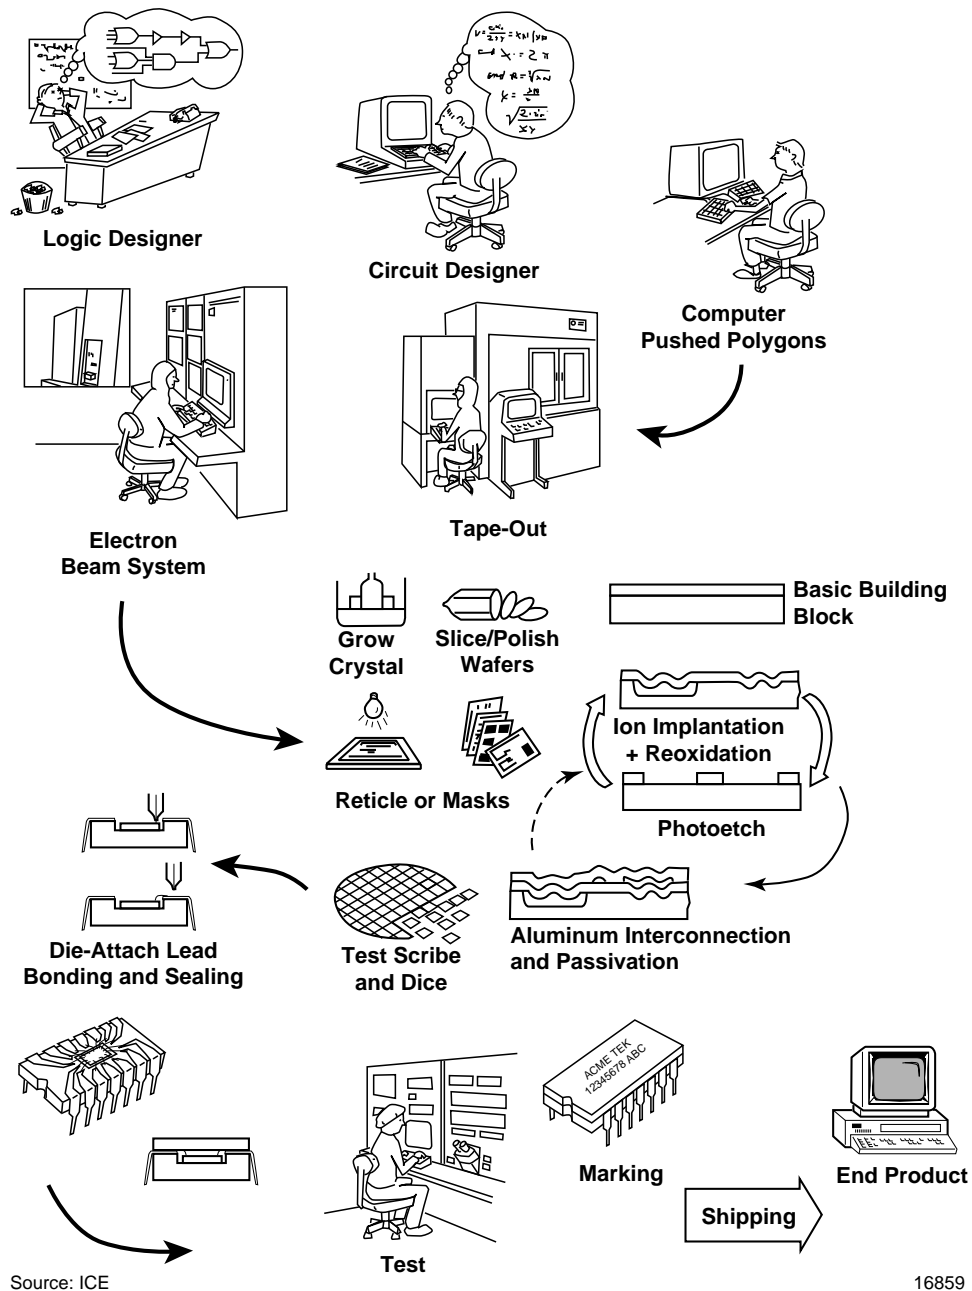 Logic Designer
Circuit Designer
Computer
Pushed Polygons
Electron
Beam System
Tape-Out
Grow
Crystal
Slice/Polish
Wafers
Basic Building
Block
Ion Implantation
+ Reoxidation
Reticle or Masks
Photoetch
Die-Attach Lead
Bonding and Sealing
Test Scribe
and Dice
Aluminum Interconnection
and Passivation
ACME TEK
12345678 ABC
Marking
End Product
Shipping
Test
Source: ICE
16859